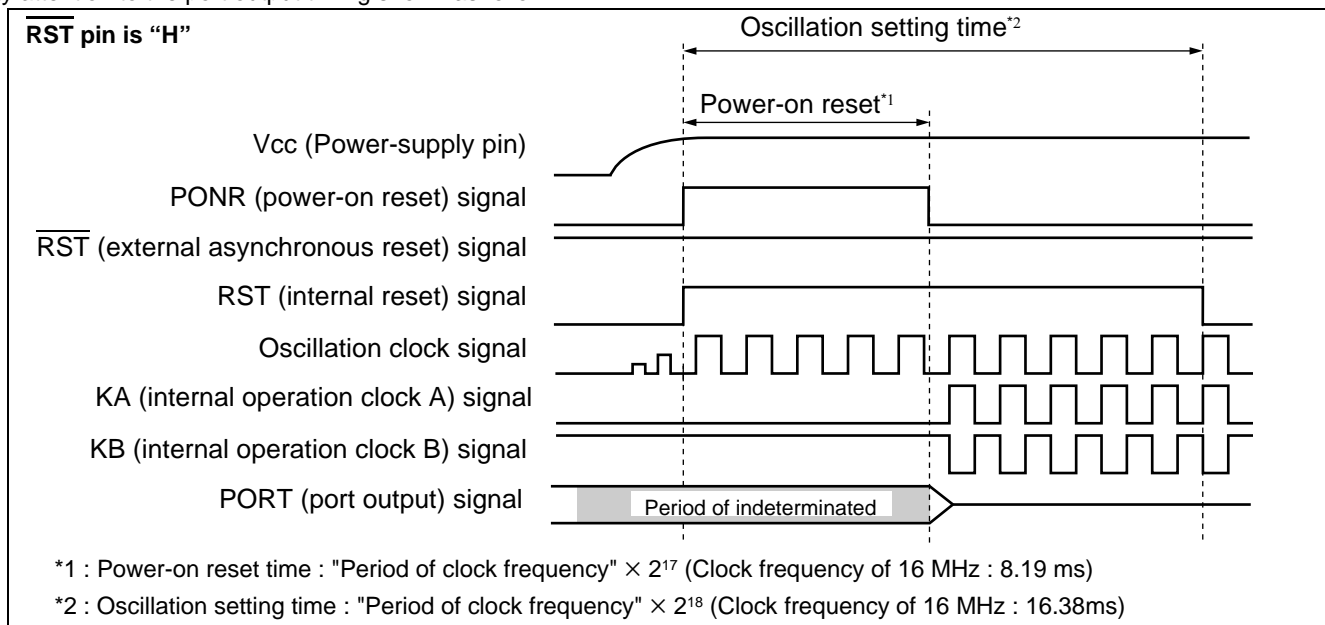 RST pin is “H”
Oscillation setting time*2
Power-on reset*1
Vcc (Power-supply pin)
PONR (power-on reset) signal
RST (external asynchronous reset) signal
RST (internal reset) signal
Oscillation clock signal
KA (internal operation clock A) signal
KB (internal operation clock B) signal
PORT (port output) signal
Period of indeterminated
*1 : Power-on reset time : "Period of clock frequency" × 2¹⁷ (Clock frequency of 16 MHz : 8.19 ms)
*2 : Oscillation setting time : "Period of clock frequency" × 2¹⁸ (Clock frequency of 16 MHz : 16.38ms)